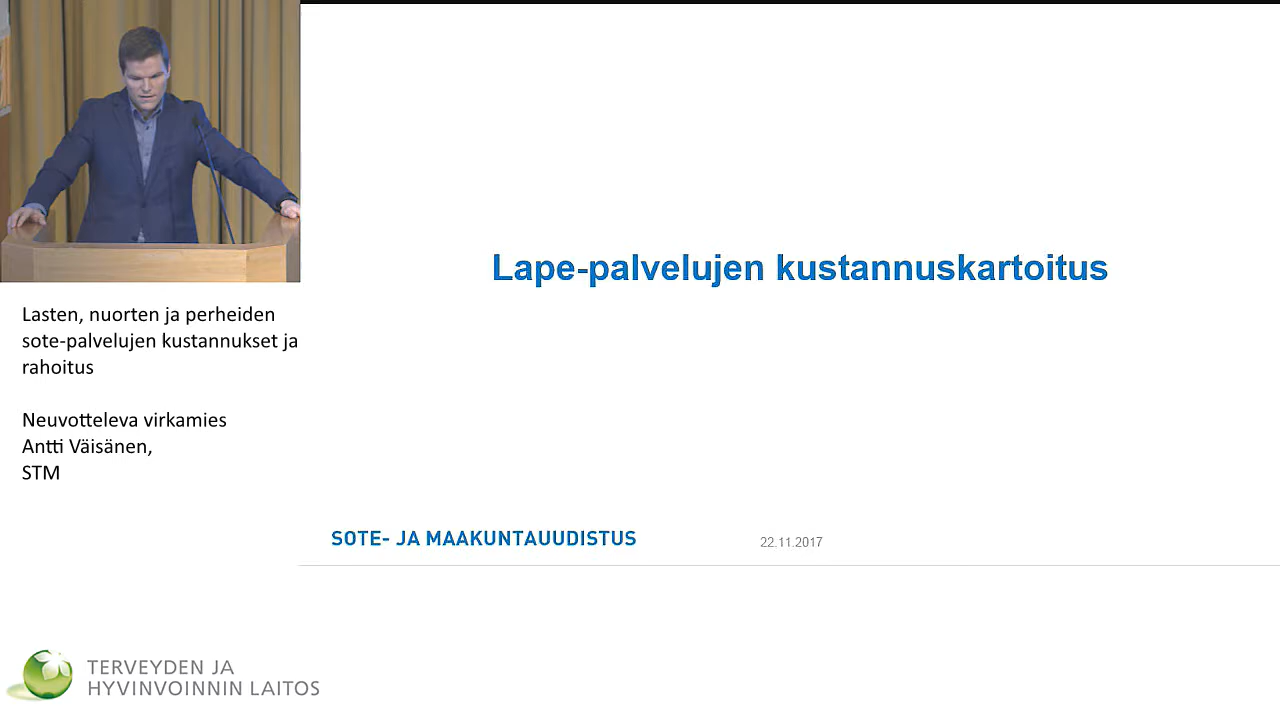 Lape-palvelujen kustannuskartoitus
Lasten, nuorten ja perheiden
sote-palvelujen kustannukset ja
rahoitus
Neuvotteleva virkamies
Antti Väisänen,
STM
SOTE- JA MAAKUNTAUUDISTUS
22.11.2017
TERVEYDEN JA
HYVINVOINNIN LAITOS